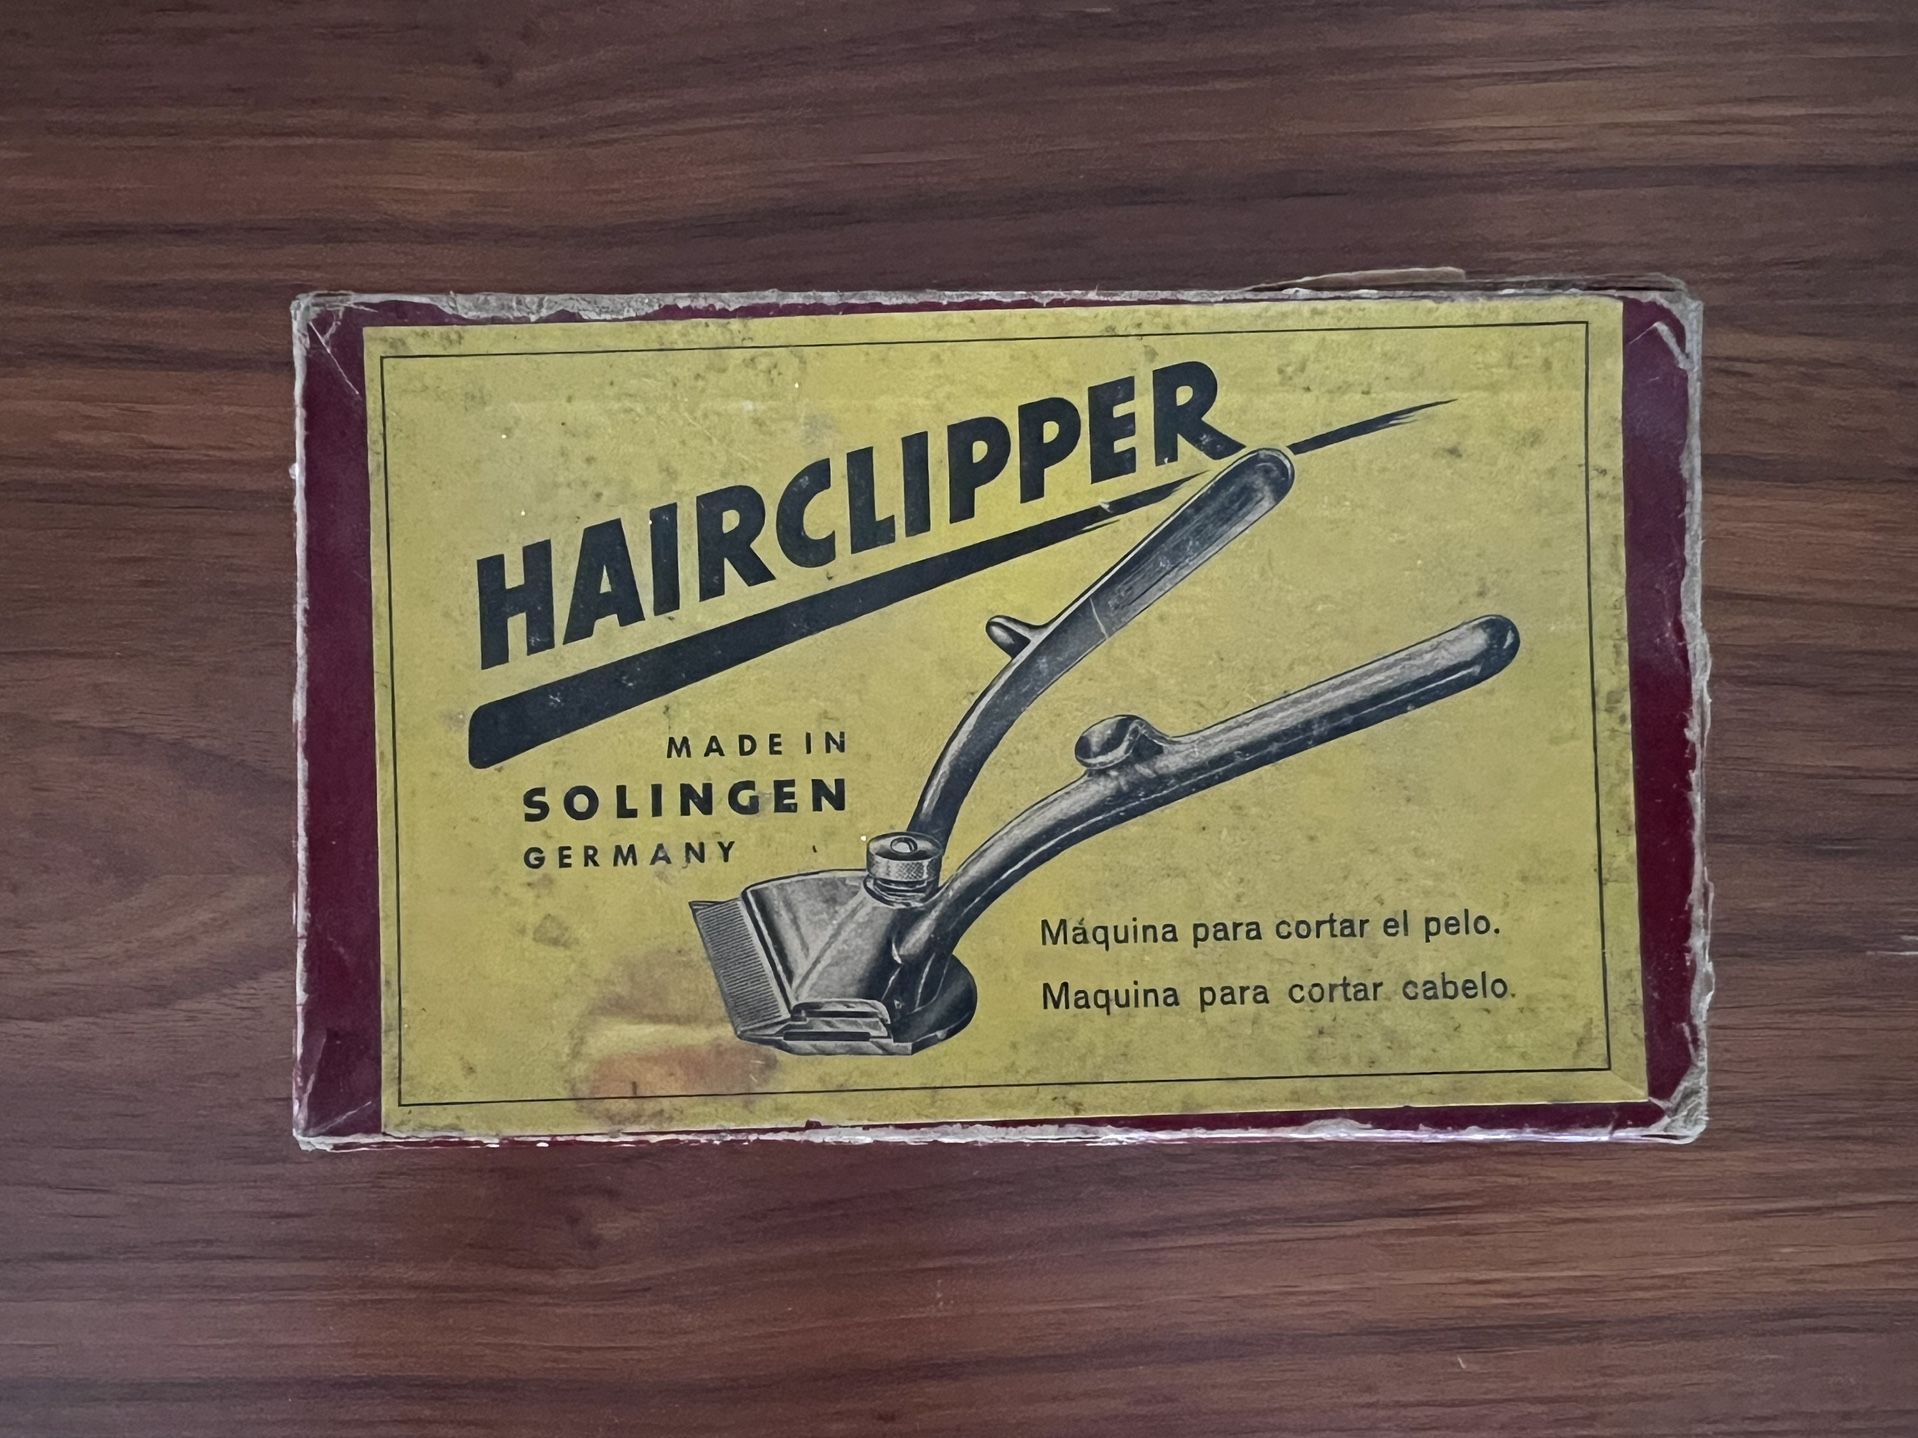 HAIRCLIPPER
MADE IN
SOLINGEN
GERMANY
Máquina para cortar el pelo.
Maquina para cortar cabelo.